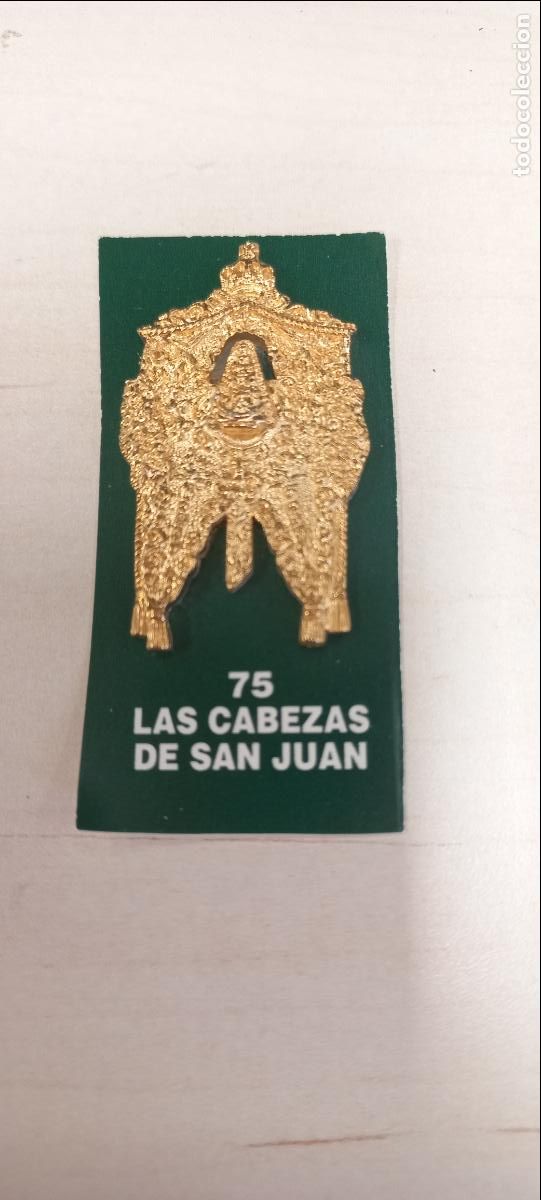 todocoleccion
75
LAS CABEZAS
DE SAN JUAN